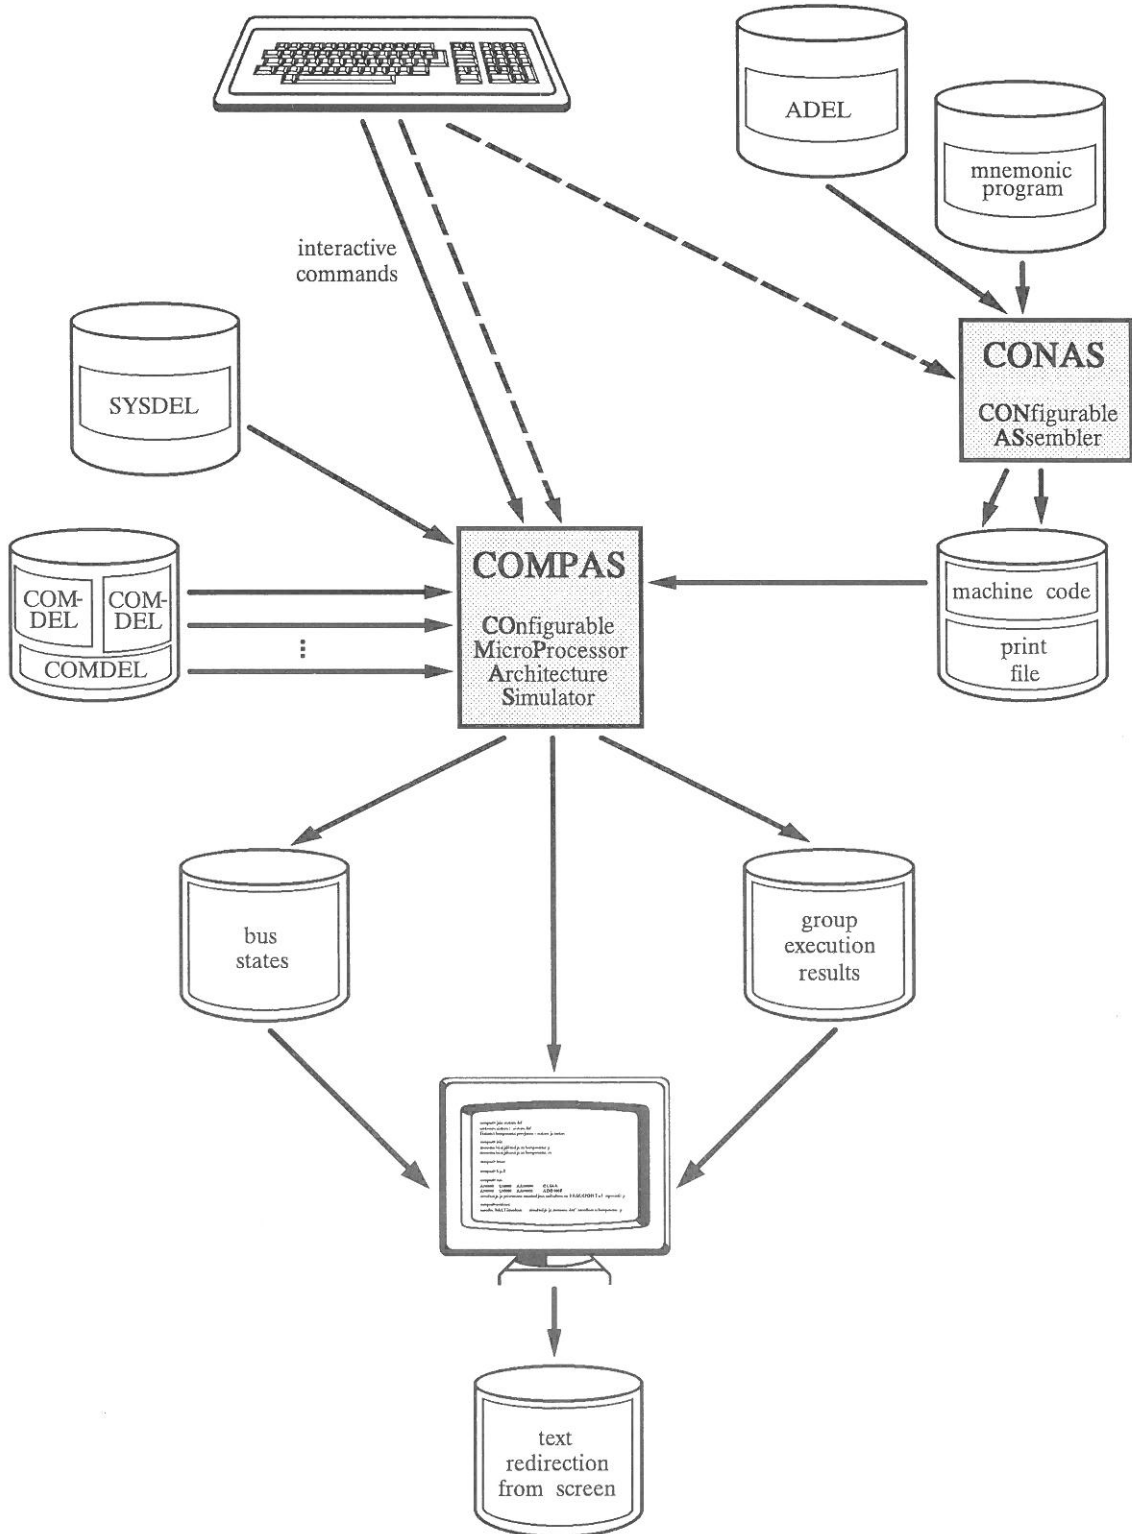 ADEL
mnemonic
program
interactive
commands
CONAS
CONfigurable
ASsembler
SYSDEL
COM-
DEL
COM-
DEL
COMDEL
COMPAS
COnfigurable
MicroProcessor
Architecture
Simulator
machine code
print
file
bus
states
group
execution
results
text
redirection
from screen